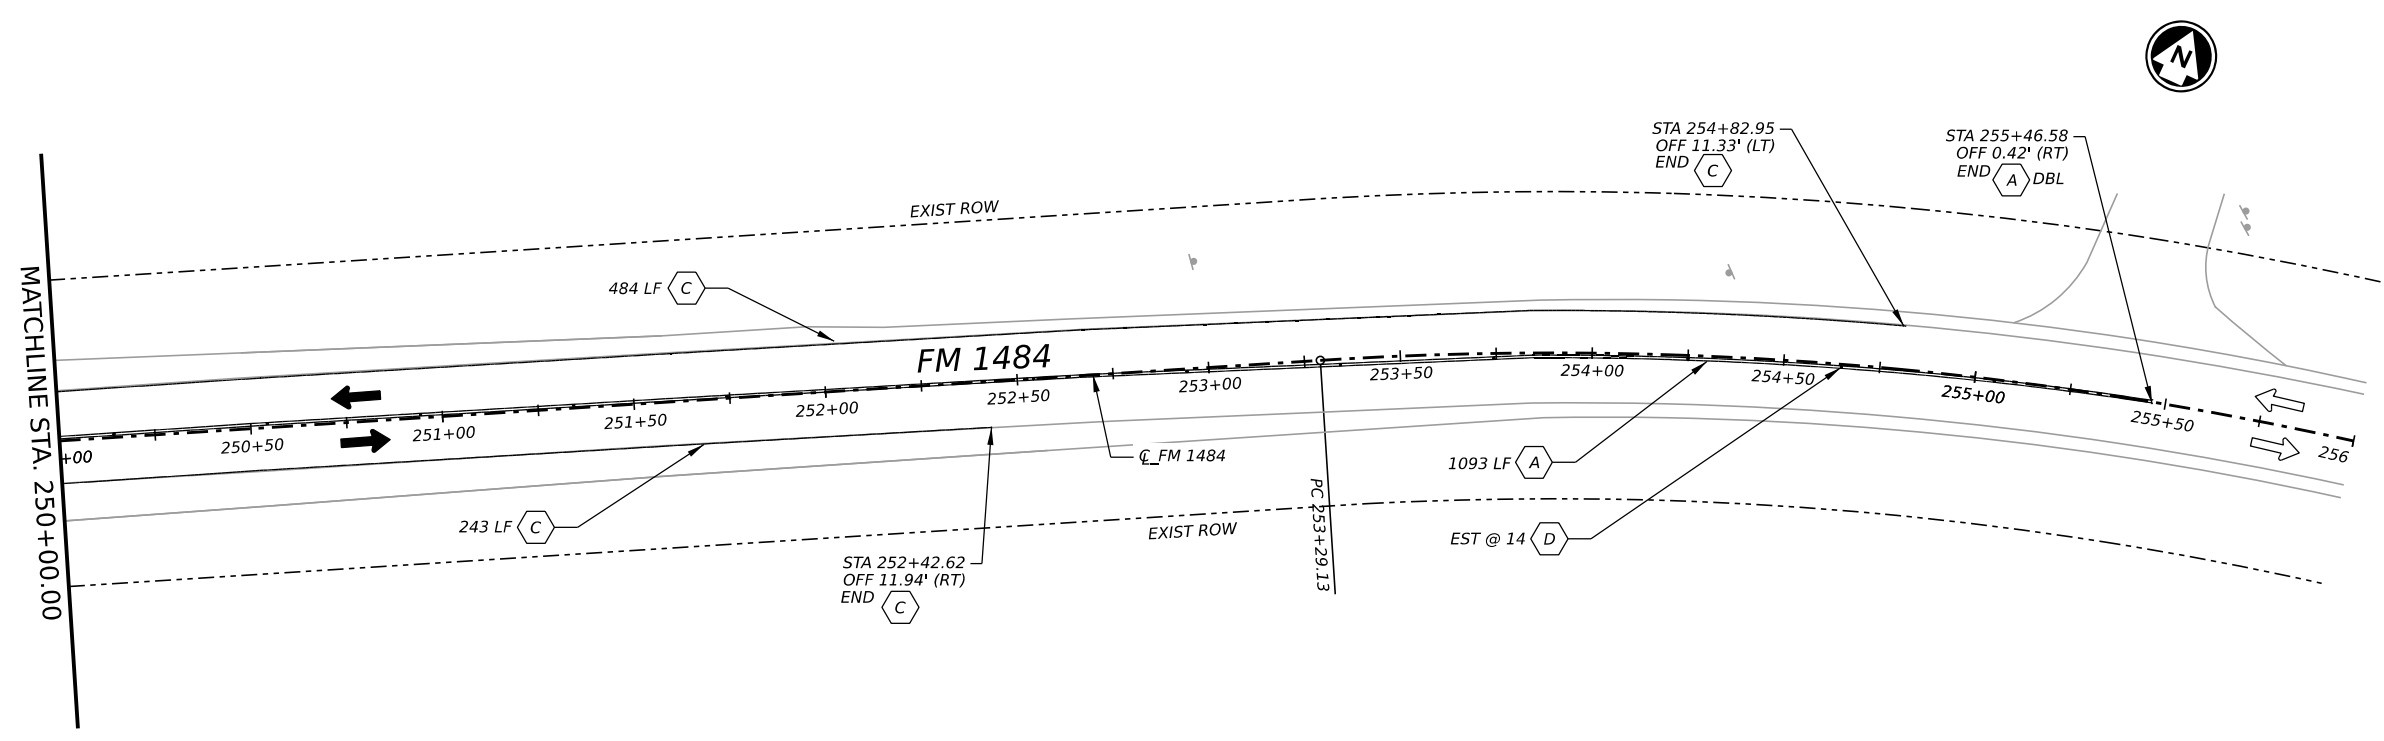 N
STA 254+82.95
OFF 11.33' (LT)
END C
STA 255+46.58
OFF 0.42' (RT)
END A DBL
EXIST ROW
484 LF C
FM 1484
MATCHLINE STA. 250+00.00
+00
250+50
251+00
251+50
252+00
252+50
253+00
253+50
254+00
254+50
255+00
255+50
256
℄_FM 1484
1093 LF A
243 LF C
PC 253+29.13
EXIST ROW
EST @ 14 D
STA 252+42.62
OFF 11.94' (RT)
END C